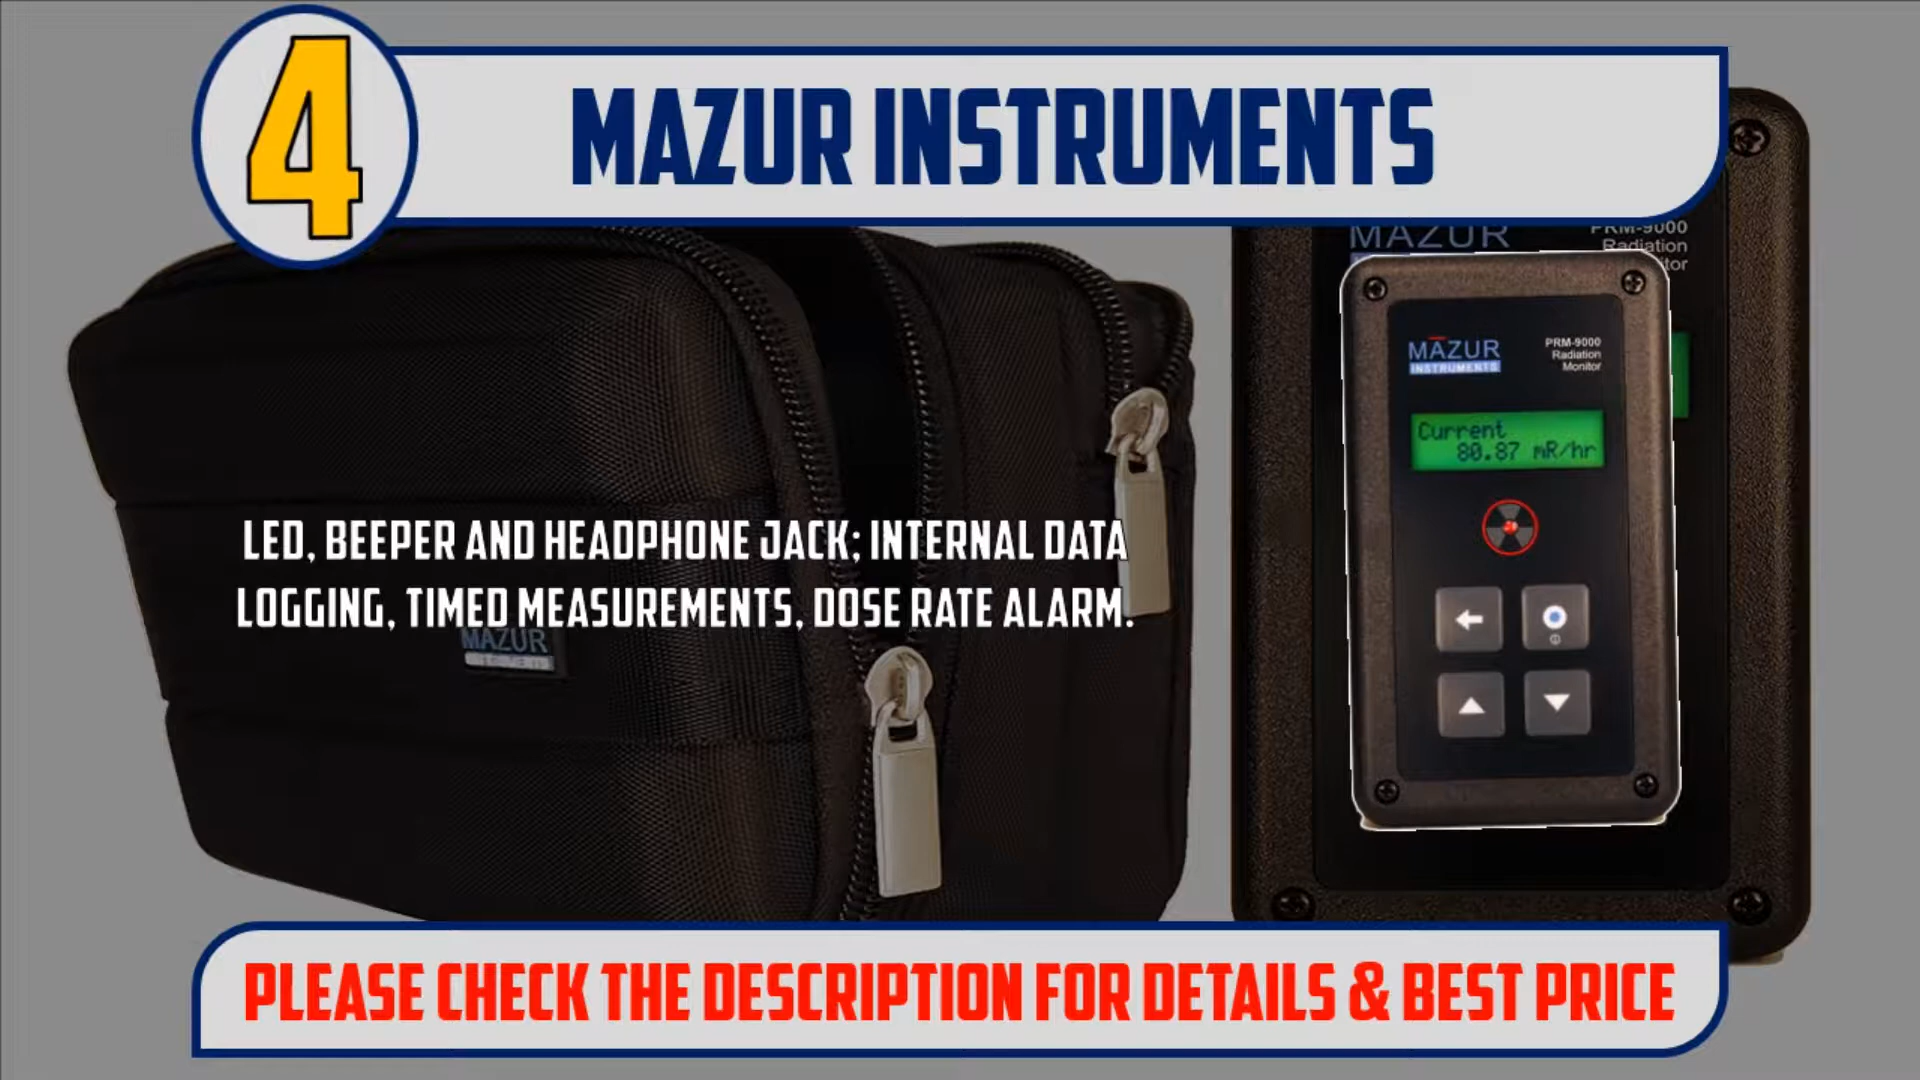 4
MAZUR INSTRUMENTS
MAZUR
PRM-9000
Radiation
MAZUR
INSTRUMENTS
PRM-9000
Radiation
Monitor
Current
80.87 mR/hr
LED, BEEPER AND HEADPHONE JACK; INTERNAL DATA
LOGGING, TIMED MEASUREMENTS, DOSE RATE ALARM.
MAZUR
PLEASE CHECK THE DESCRIPTION FOR DETAILS & BEST PRICE